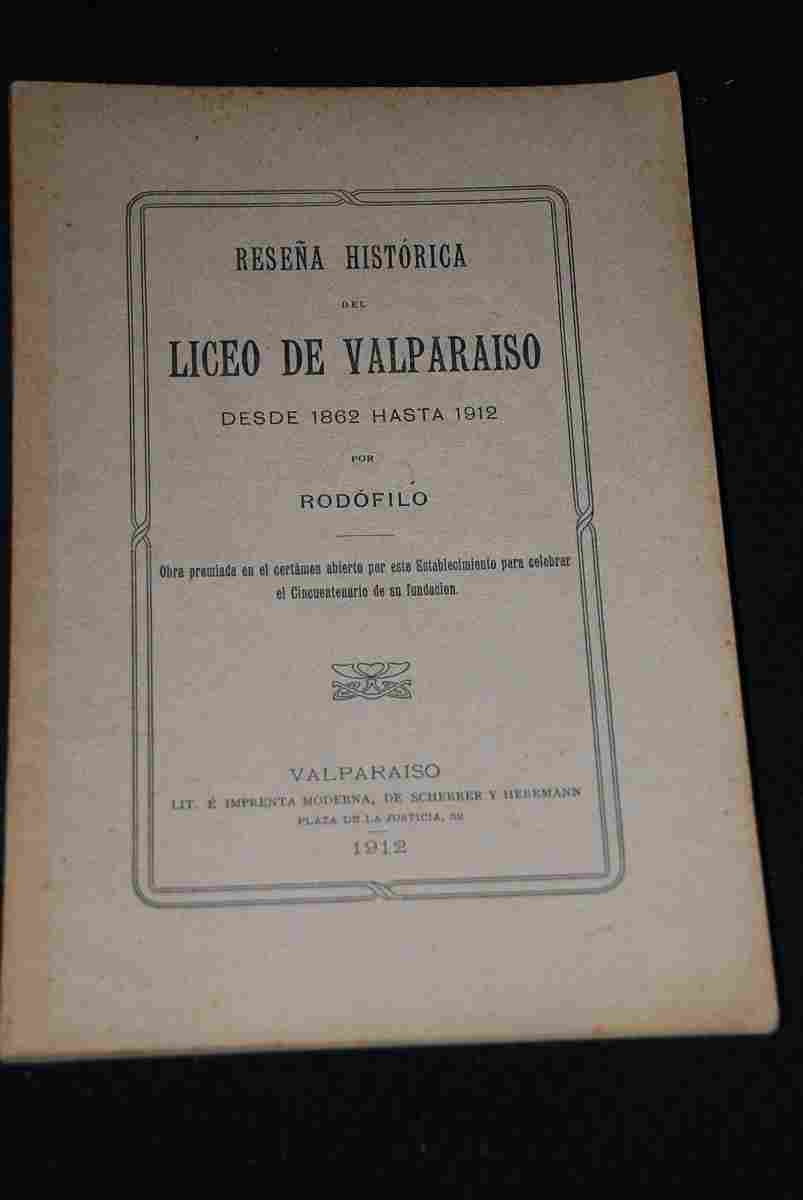 RESEÑA HISTÓRICA
DEL
LICEO DE VALPARAISO
DESDE 1862 HASTA 1912
POR
RODÓFILO
Obra premiada en el certámen abierto por este Establecimiento para celebrar
el Cincuentenario de su fundacion.
VALPARAISO
LIT. É IMPRENTA MODERNA, DE SCHERRER Y HERRMANN
PLAZA DE LA JUSTICIA,
1912